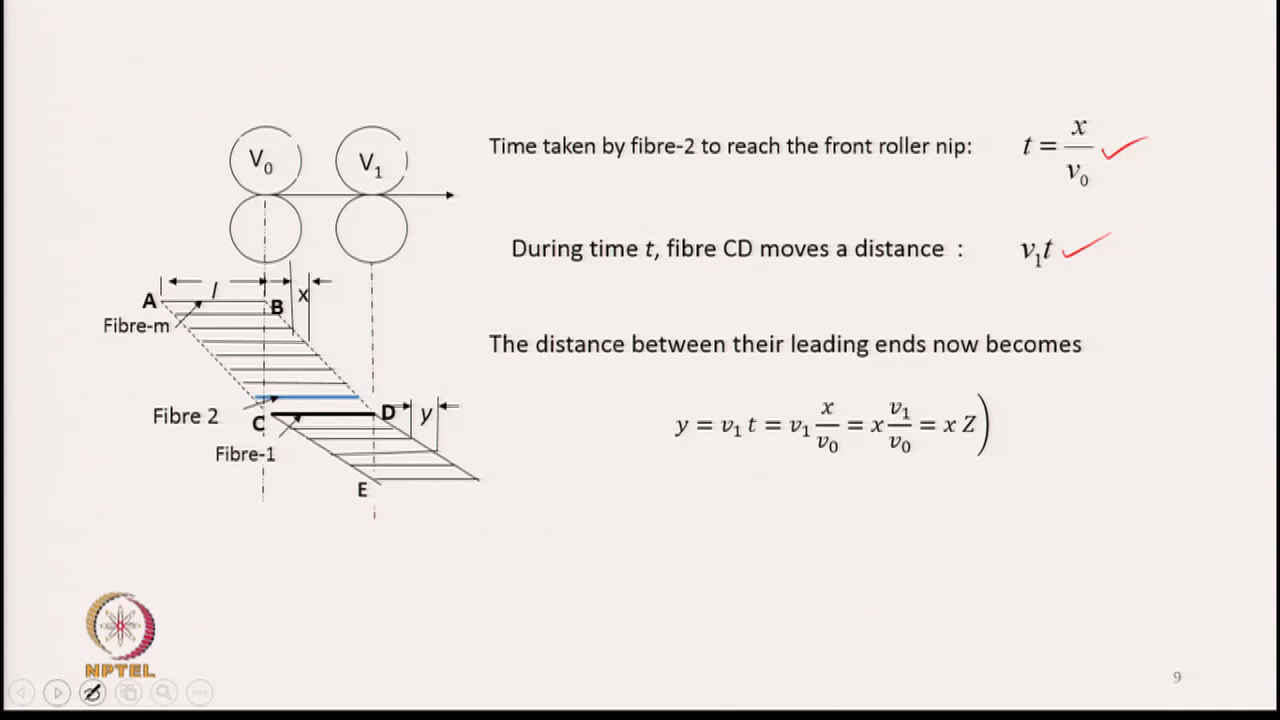 V₀
V₁
Time taken by fibre-2 to reach the front roller nip: t = x/v₀
During time t, fibre CD moves a distance : v₁t
The distance between their leading ends now becomes
y = v₁ t = v₁ x/v₀ = x v₁/v₀ = x Z)
l
x
A
B
Fibre-m
Fibre 2
C
D
y
Fibre-1
E
NPTEL
9